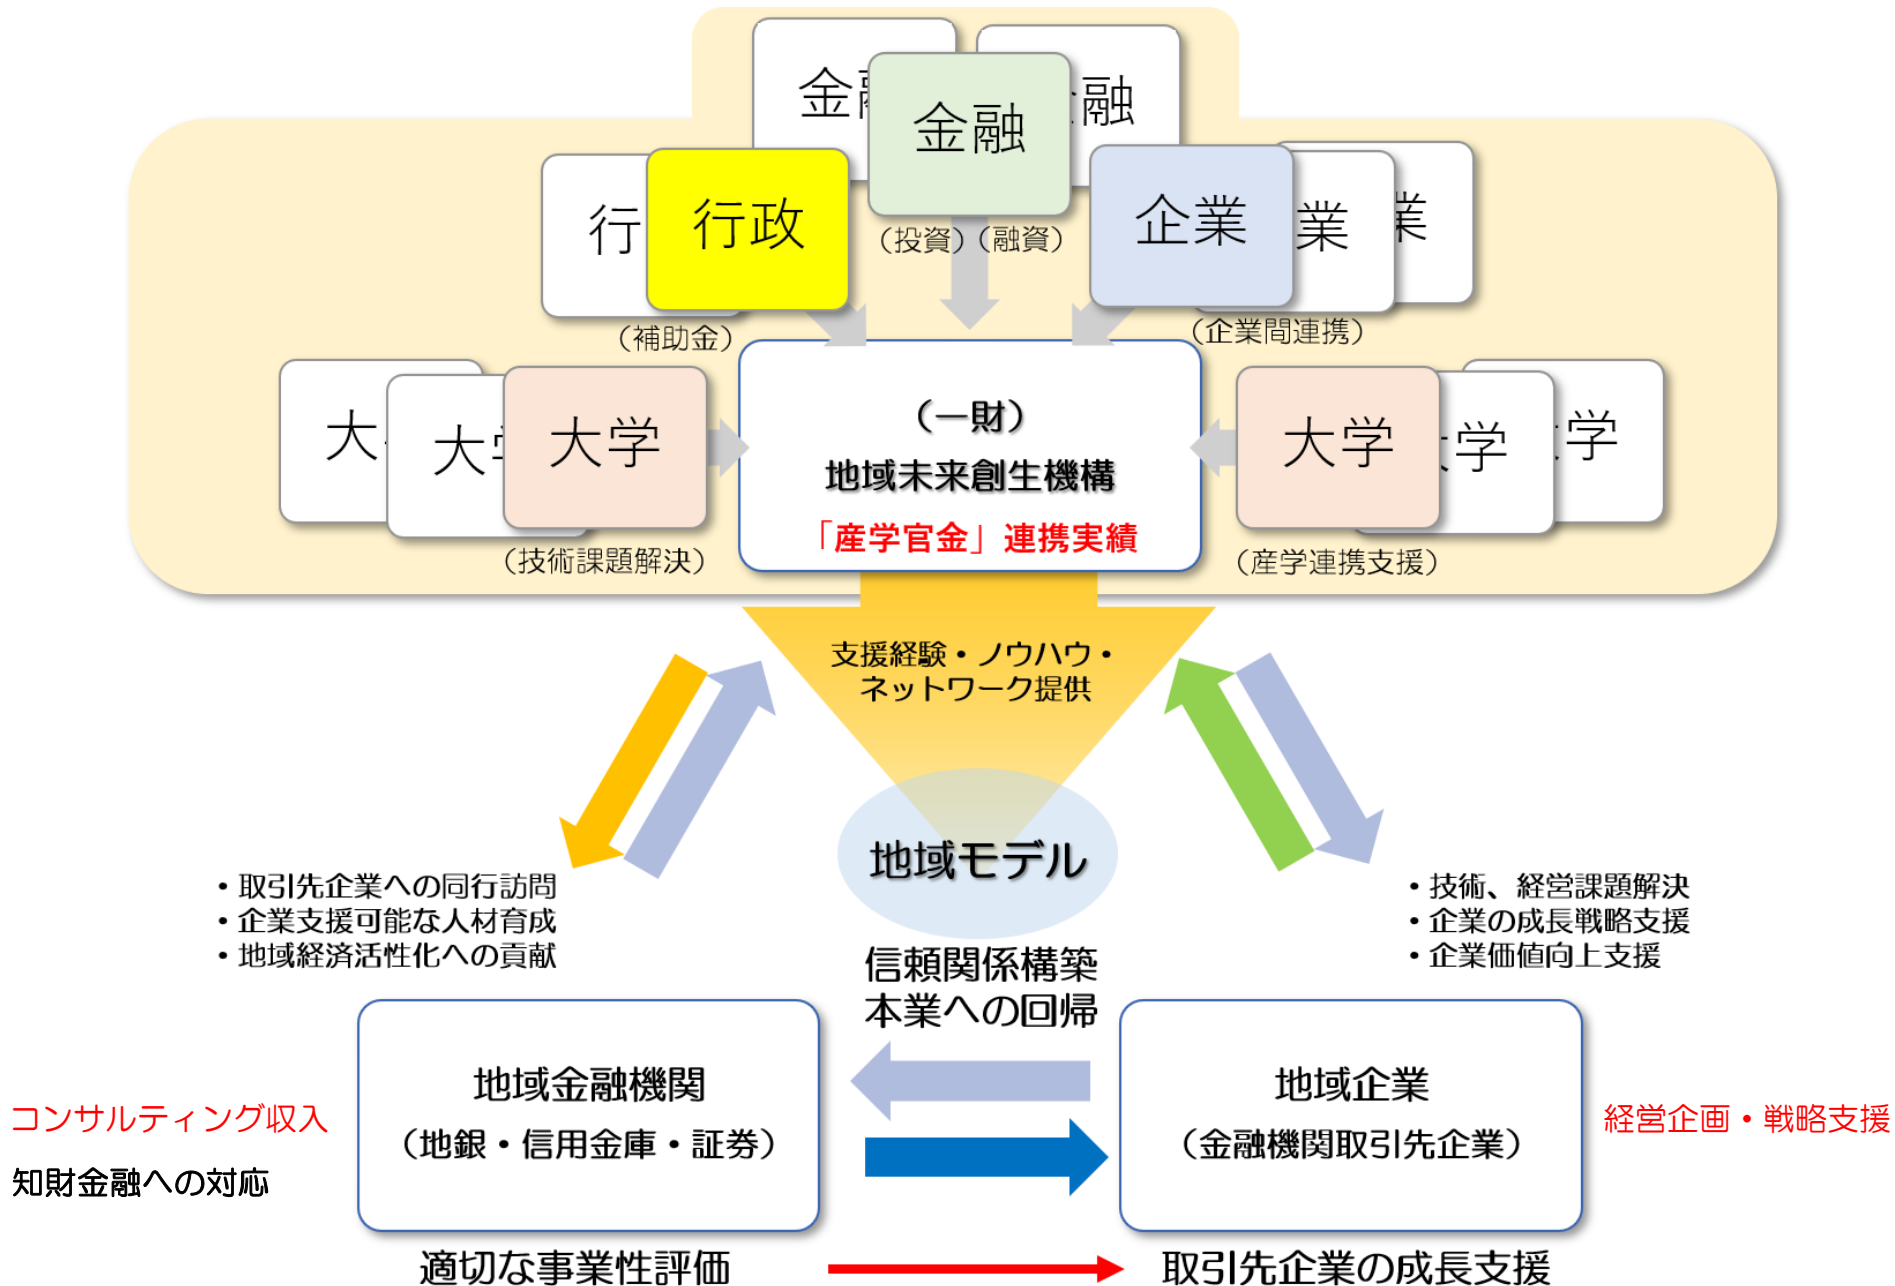 金融
金融
融
行
行政
企業
業
業
（投資）（融資）
（補助金）
（企業間連携）
大
大
大学
（一財）
地域未来創生機構
「産学官金」連携実績
大学
学
学
（技術課題解決）
（産学連携支援）
支援経験・ノウハウ・
ネットワーク提供
地域モデル
・取引先企業への同行訪問
・企業支援可能な人材育成
・地域経済活性化への貢献
・技術、経営課題解決
・企業の成長戦略支援
・企業価値向上支援
信頼関係構築
本業への回帰
地域金融機関
（地銀・信用金庫・証券）
地域企業
（金融機関取引先企業）
コンサルティング収入
知財金融への対応
経営企画・戦略支援
適切な事業性評価
取引先企業の成長支援